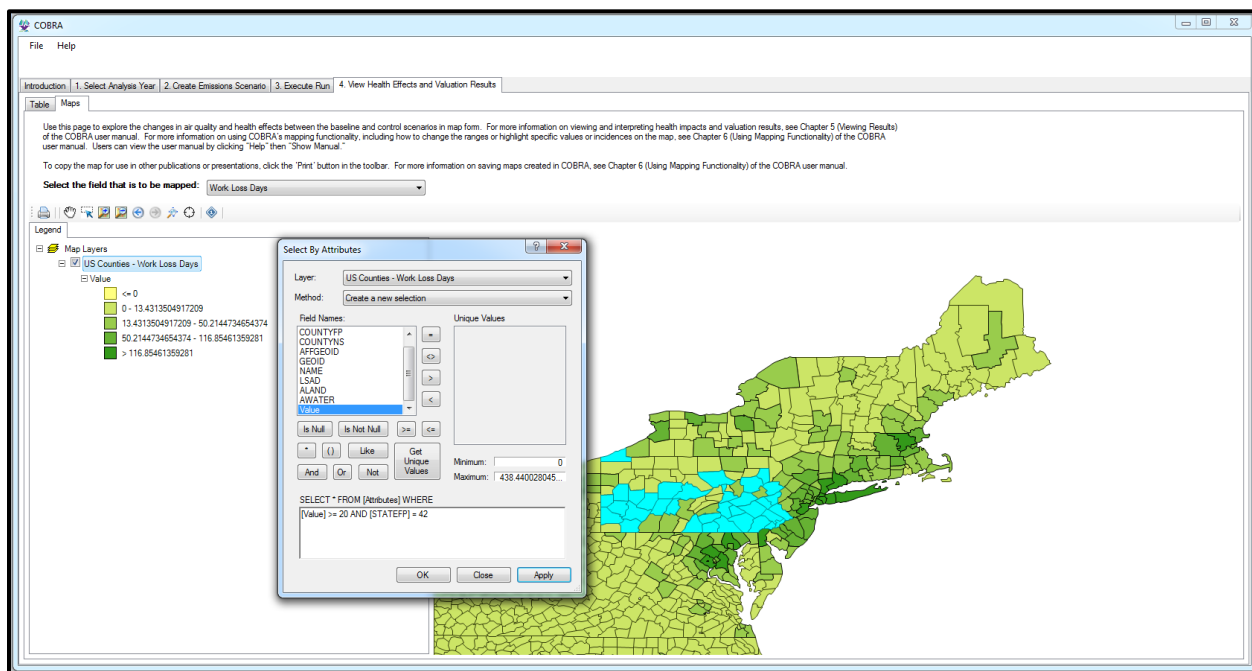 COBRA
File Help
Introduction 1. Select Analysis Year 2. Create Emissions Scenario 3. Execute Run 4. View Health Effects and Valuation Results
Table Maps
Use this page to explore the changes in air quality and health effects between the baseline and control scenarios in map form. For more information on viewing and interpreting health impacts and valuation results, see Chapter 5 (Viewing Results)
of the COBRA user manual. For more information on using COBRA's mapping functionality, including how to change the ranges or highlight specific values or incidences on the map, see Chapter 6 (Using Mapping Functionality) of the COBRA
user manual. Users can view the user manual by clicking "Help" then "Show Manual."
To copy the map for use in other publications or presentations, click the 'Print' button in the toolbar. For more information on saving maps created in COBRA, see Chapter 6 (Using Mapping Functionality) of the COBRA user manual.
Select the field that is to be mapped: Work Loss Days
Legend
Map Layers
US Counties - Work Loss Days
Value
<= 0
0 - 13.4313504917209
13.4313504917209 - 50.2144734654374
50.2144734654374 - 116.85461359281
> 116.85461359281
Select By Attributes
Layer: US Counties - Work Loss Days
Method: Create a new selection
Field Names: Unique Values
COUNTYFP
COUNTYNS
AFFGEOID
GEOID
NAME
LSAD
ALAND
AWATER
Value
=
<>
>
<
Is Null Is Not Null >= <=
" () Like Get Unique Values
And Or Not
Minimum: 0
Maximum: 438.440028045...
SELECT * FROM [Attributes] WHERE
[Value] >= 20 AND [STATEFP] = 42
OK Close Apply